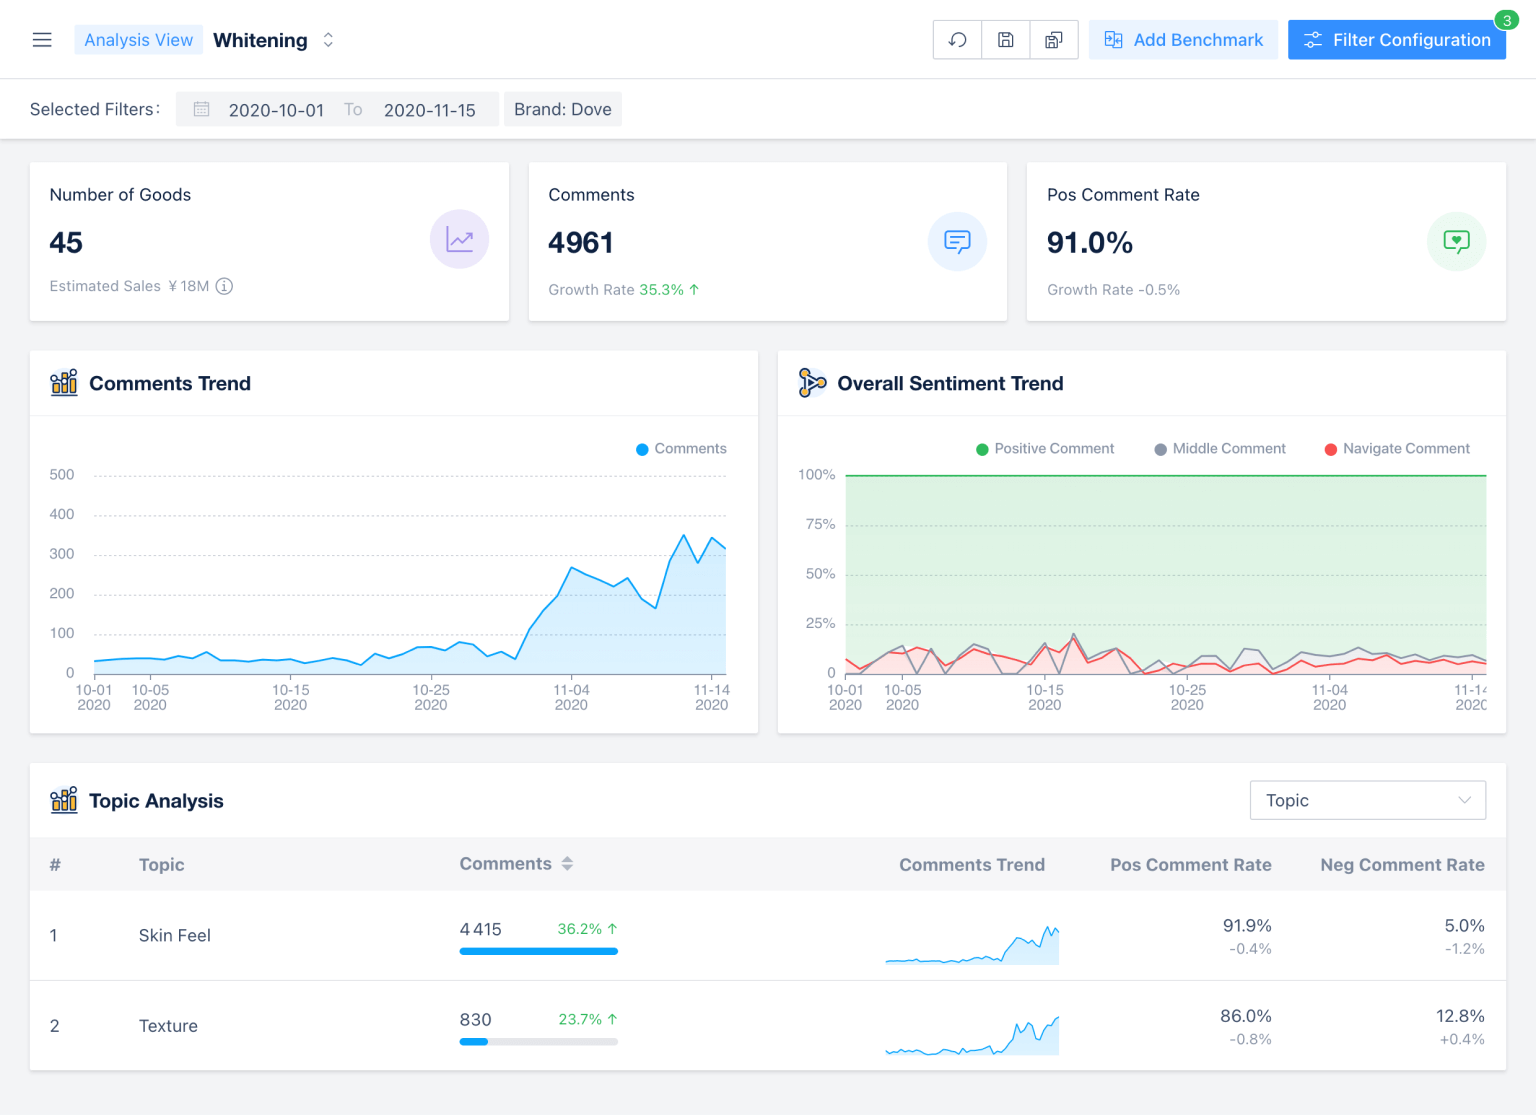 Analysis View Whitening
Add Benchmark
Filter Configuration
3
Selected Filters:
2020-10-01 To 2020-11-15
Brand: Dove
Number of Goods
45
Estimated Sales ¥ 18M
Comments
4961
Growth Rate 35.3% ↑
Pos Comment Rate
91.0%
Growth Rate -0.5%
Comments Trend
Comments
500
400
300
200
100
0
10-01 10-05 10-15 10-25 11-04 11-14
2020 2020 2020 2020 2020 2020
Overall Sentiment Trend
Positive Comment Middle Comment Navigate Comment
100%
75%
50%
25%
0
10-01 10-05 10-15 10-25 11-04 11-14
2020 2020 2020 2020 2020 2020
Topic Analysis
Topic
# Topic Comments Comments Trend Pos Comment Rate Neg Comment Rate
1 Skin Feel 4415 36.2% ↑ 91.9% 5.0%
-0.4% -1.2%
2 Texture 830 23.7% ↑ 86.0% 12.8%
-0.8% +0.4%